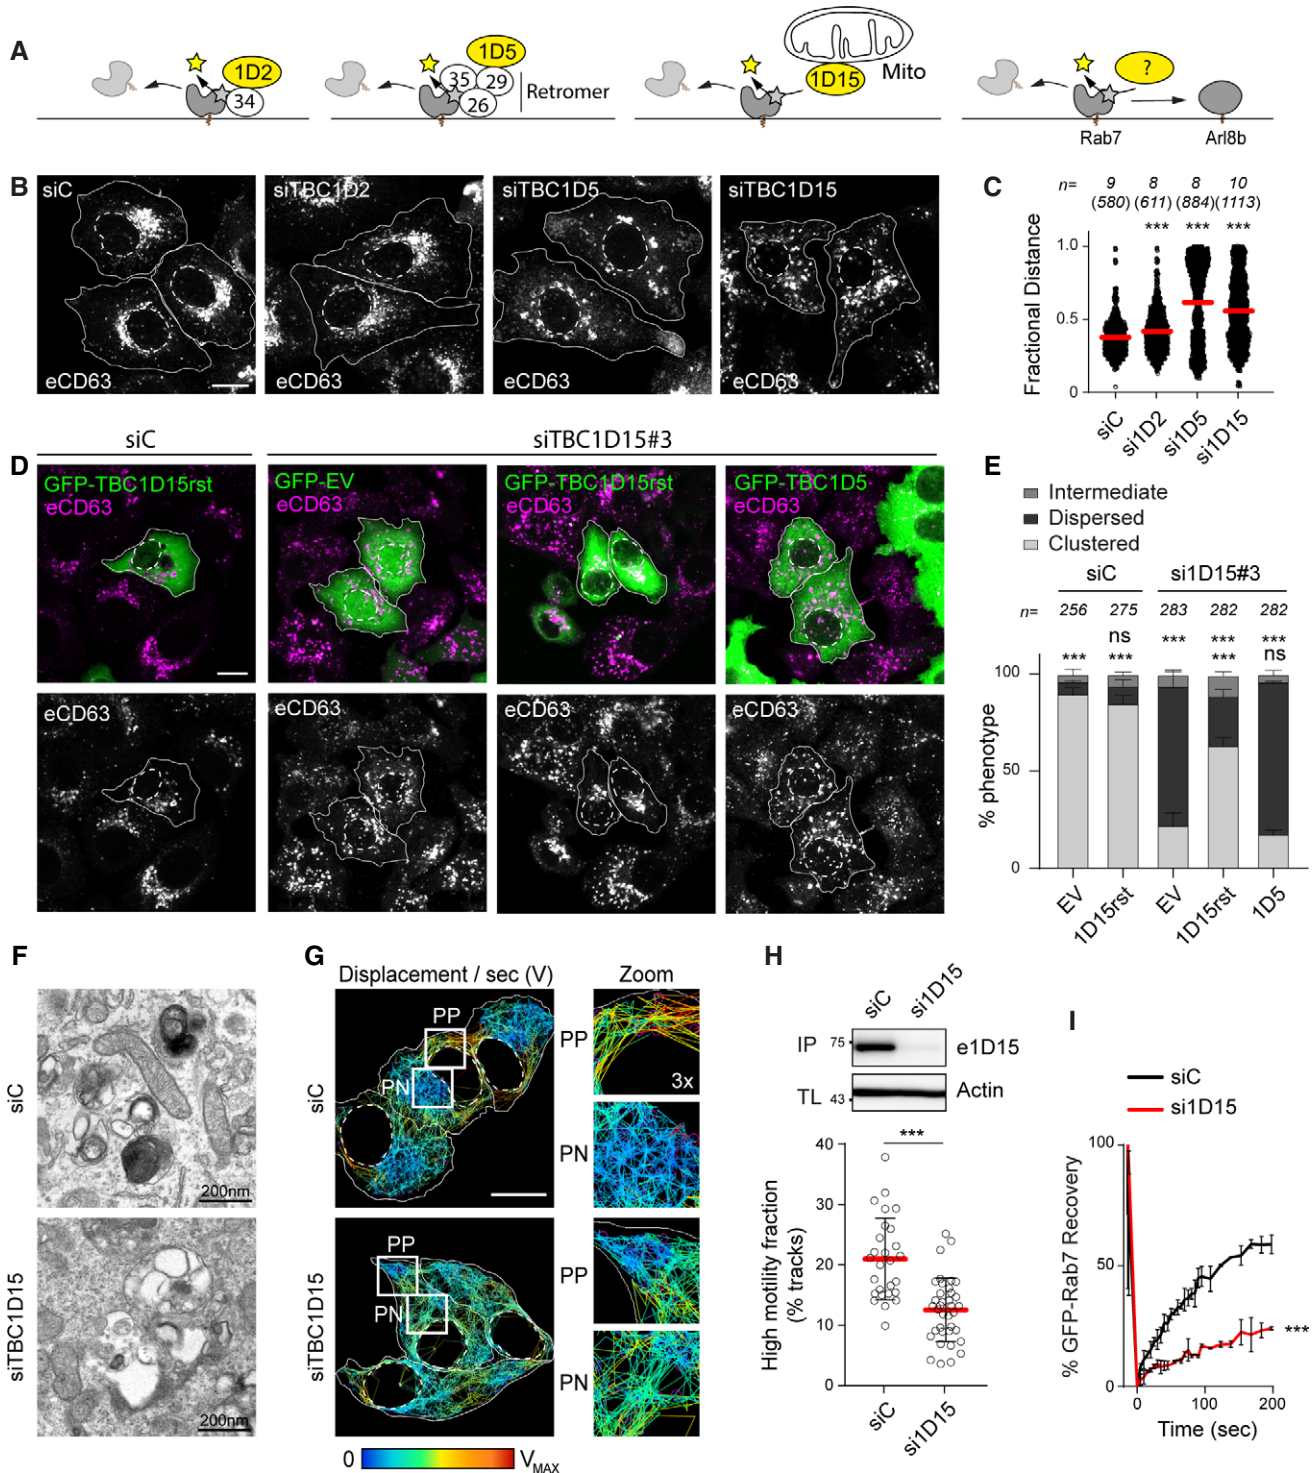 A
1D2
34
1D5
35
29
26
Retromer
1D15
Mito
?
Rab7
Arl8b
B
siC
eCD63
siTBC1D2
eCD63
siTBC1D5
eCD63
siTBC1D15
eCD63
C
n= 9 8 8 10
(580) (611) (884) (1113)
*** *** ***
Fractional Distance
1.0
0.5
0
siC
si1D2
si1D5
si1D15
D
siC
siTBC1D15#3
GFP-TBC1D15rst
eCD63
GFP-EV
eCD63
GFP-TBC1D15rst
eCD63
GFP-TBC1D5
eCD63
eCD63
eCD63
eCD63
eCD63
E
Intermediate
Dispersed
Clustered
siC si1D15#3
n= 256 275 283 282 282
ns *** *** ***
*** *** *** ns
% phenotype
100
50
0
EV
1D15rst
EV
1D15rst
1D5
F
siC
200nm
siTBC1D15
200nm
G
Displacement / sec (V)
Zoom
siC
PP
PN
PP
3x
PN
siTBC1D15
PP
PN
PP
PN
0
VMAX
H
siC
si1D15
IP
75
e1D15
TL
43
Actin
***
High motility fraction
(% tracks)
40
30
20
10
0
siC
si1D15
I
siC
si1D15
% GFP-Rab7 Recovery
100
0
***
0 100 200
Time (sec)